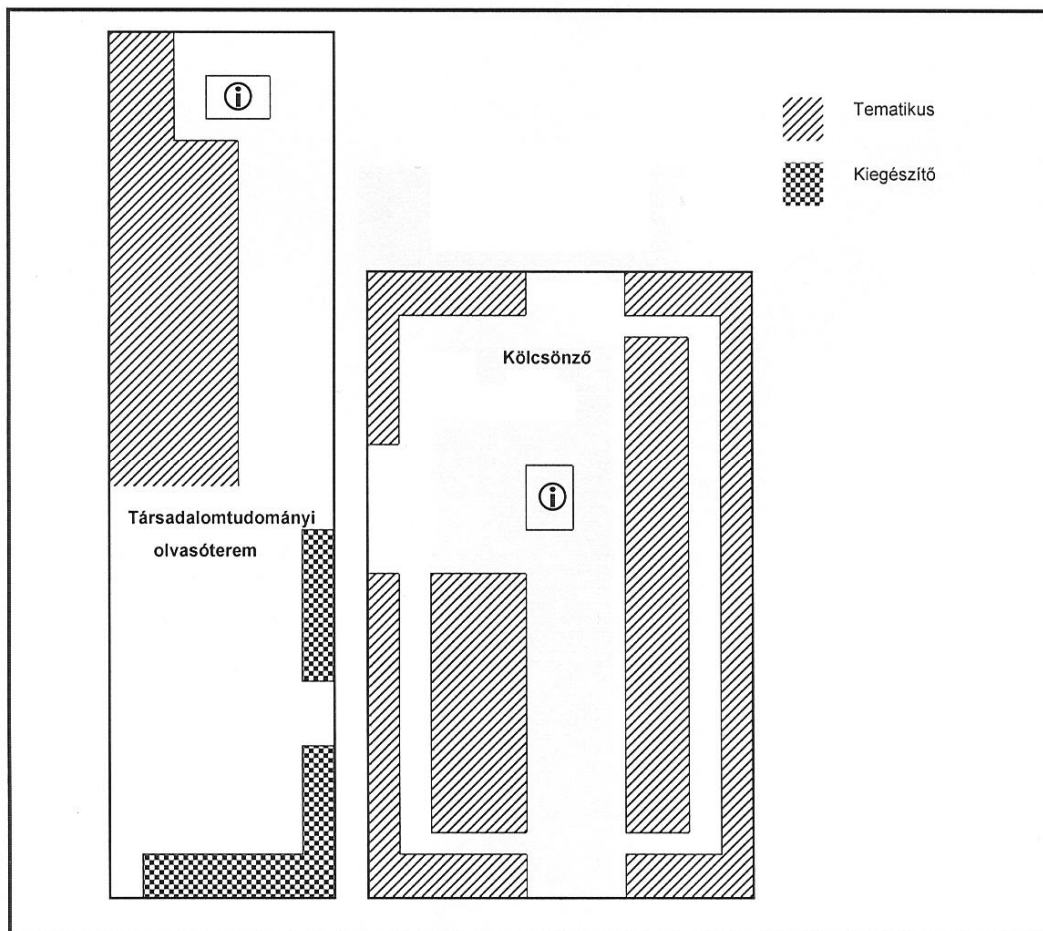 Tematikus
Kiegészítő
Kölcsönző
Társadalomtudományi
olvasóterem